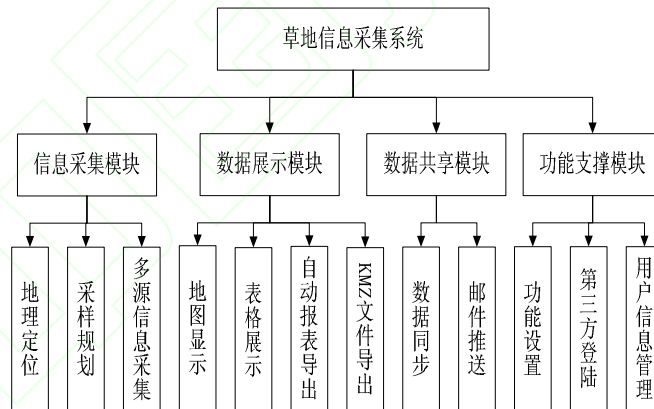 草地信息采集系统
信息采集模块
数据展示模块
数据共享模块
功能支撑模块
地理定位
采样规划
多源信息采集
地图显示
表格展示
自动报表导出
KMZ文件导出
数据同步
邮件推送
功能设置
第三方登陆
用户信息管理